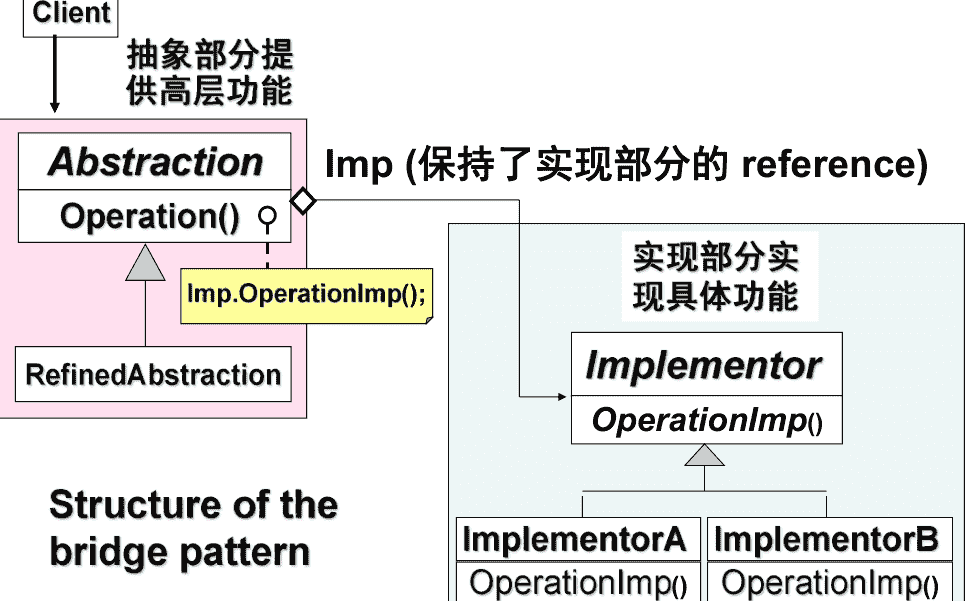 Client
抽象部分提
供高层功能
Abstraction
Imp (保持了实现部分的 reference)
Operation()
实现部分实
现具体功能
Imp.OperationImp();
Implementor
RefinedAbstraction
OperationImp()
Structure of the
bridge pattern
ImplementorA
ImplementorB
OperationImp()
OperationImp()